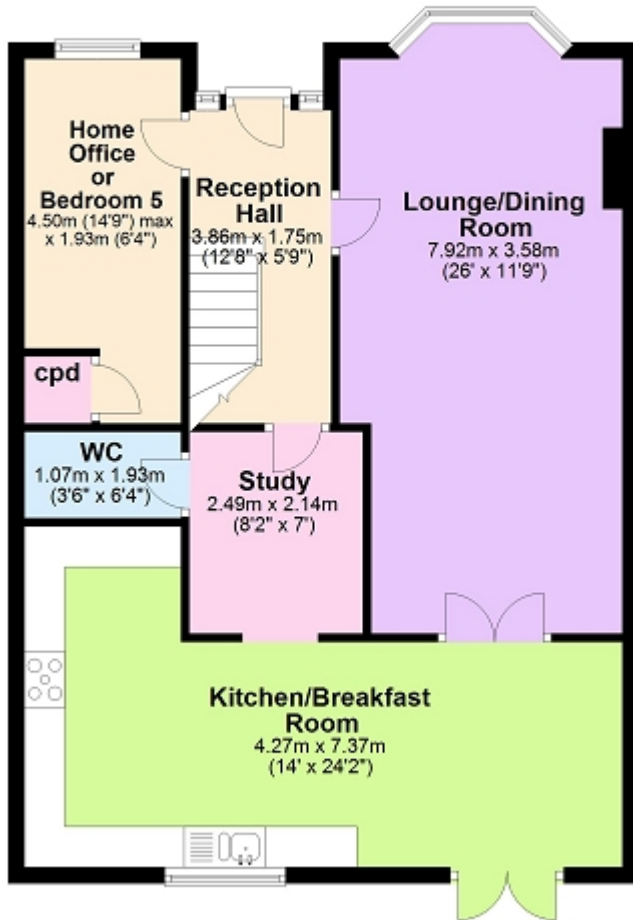 Home
Office
or
Bedroom 5
4.50m (14'9") max
x 1.93m (6'4")
Reception
Hall
3.86m x 1.75m
(12'8" x 5'9")
Lounge/Dining
Room
7.92m x 3.58m
(26' x 11'9")
cpd
WC
1.07m x 1.93m
(3'6" x 6'4")
Study
2.49m x 2.14m
(8'2" x 7')
Kitchen/Breakfast
Room
4.27m x 7.37m
(14' x 24'2")